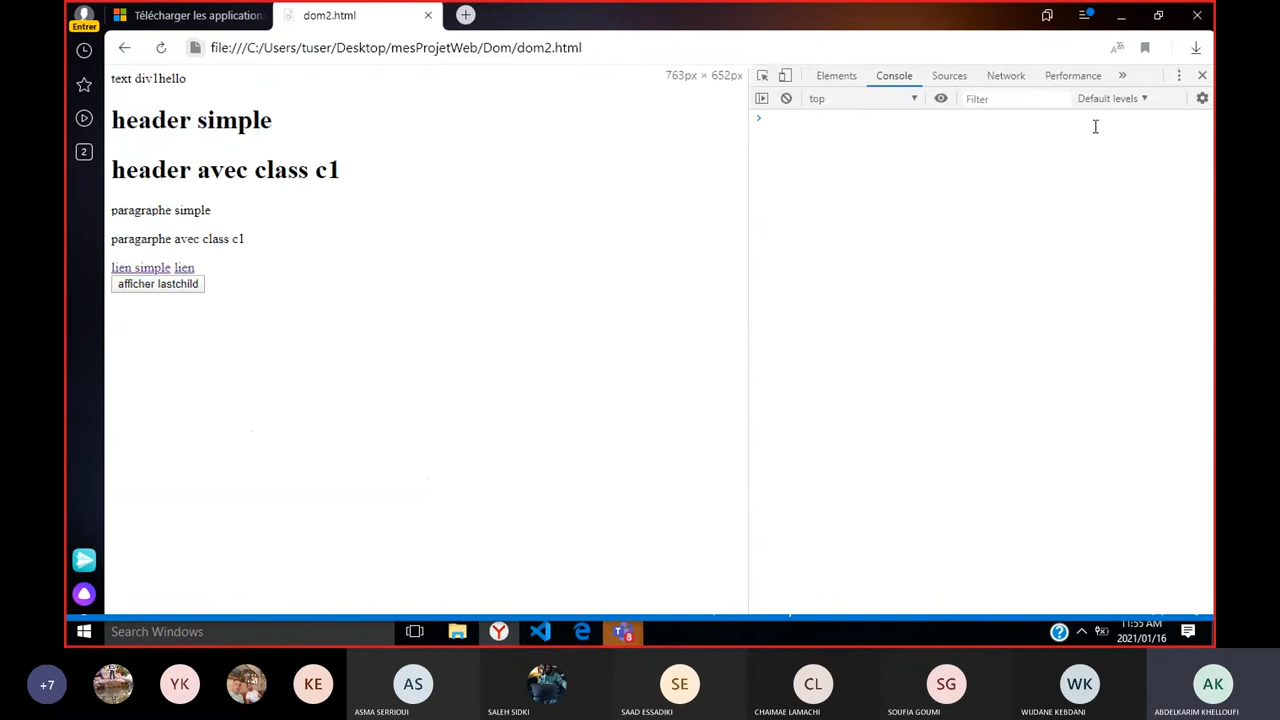 Télécharger les application
dom2.html
Entrer
file:///C:/Users/tuser/Desktop/mesProjetWeb/Dom/dom2.html
text div1hello
763px × 652px
Elements
Console
Sources
Network
Performance
top
Filter
Default levels
2
header simple
header avec class c1
paragraphe simple
paragarphe avec class c1
lien simple lien
afficher lastchild
Search Windows
8
11:55 AM
2021/01/16
+7
YK
KE
AS
SE
CL
SG
WK
AK
ASMA SERRIOUI
SALEH SIDKI
SAAD ESSADIKI
CHAIMAE LAMACHI
SOUFIA GOUMI
WIJDANE KEBDANI
ABDELKARIM KHELLOUFI